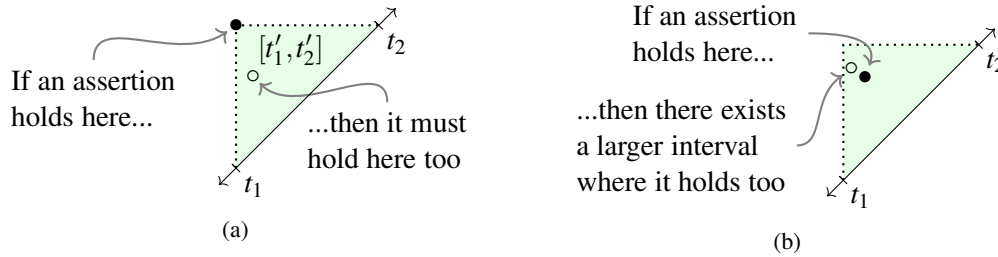 [t′₁, t′₂]
t₂
If an assertion
holds here...
...then it must
hold here too
t₁
(a)
If an assertion
holds here...
t₂
...then there exists
a larger interval
where it holds too
t₁
(b)